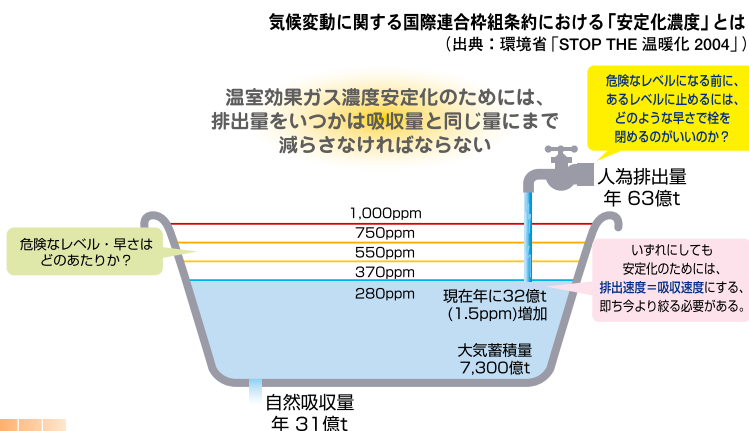 気候変動に関する国際連合枠組条約における「安定化濃度」とは
(出典：環境省「STOP THE 温暖化 2004」)
温室効果ガス濃度安定化のためには、
排出量をいつかは吸収量と同じ量にまで
減らさなければならない
危険なレベルになる前に、
あるレベルに止めるには、
どのような早さで栓を
閉めるのがいいのか？
人為排出量
年 63億t
危険なレベル・早さは
どのあたりか？
1,000ppm
750ppm
550ppm
370ppm
280ppm
現在年に32億t
(1.5ppm)増加
いずれにしても
安定化のためには、
排出速度＝吸収速度にする、
即ち今より絞る必要がある。
大気蓄積量
7,300億t
自然吸収量
年 31億t